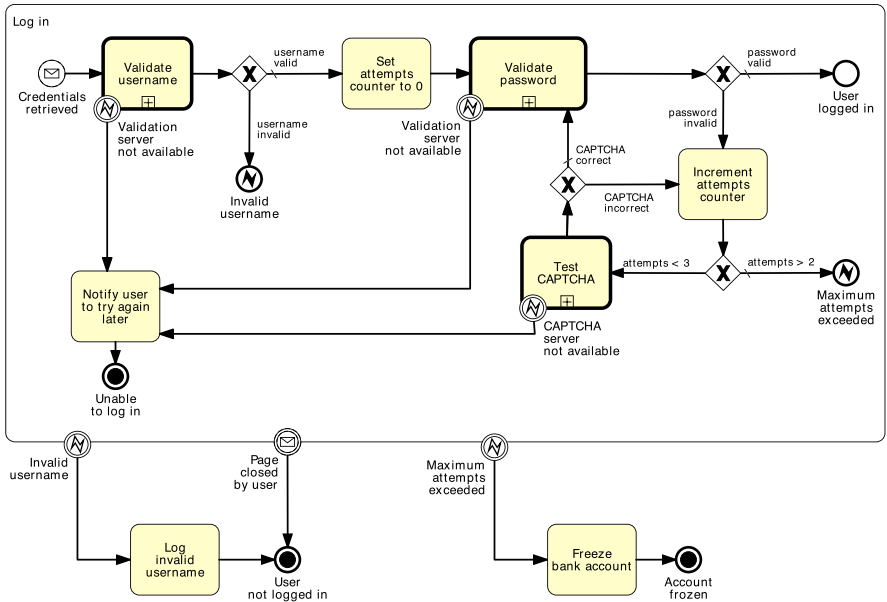 Log in
Credentials
retrieved
Validate
username
Validation
server
not available
username
valid
username
invalid
Invalid
username
Set
attempts
counter to 0
Validate
password
Validation
server
not available
password
valid
User
logged in
password
invalid
CAPTCHA
correct
CAPTCHA
incorrect
Increment
attempts
counter
Test
CAPTCHA
attempts < 3
attempts > 2
Maximum
attempts
exceeded
CAPTCHA
server
not available
Notify user
to try again
later
Unable
to log in
Invalid
username
Page
closed
by user
Maximum
attempts
exceeded
Log
invalid
username
User
not logged in
Freeze
bank account
Account
frozen